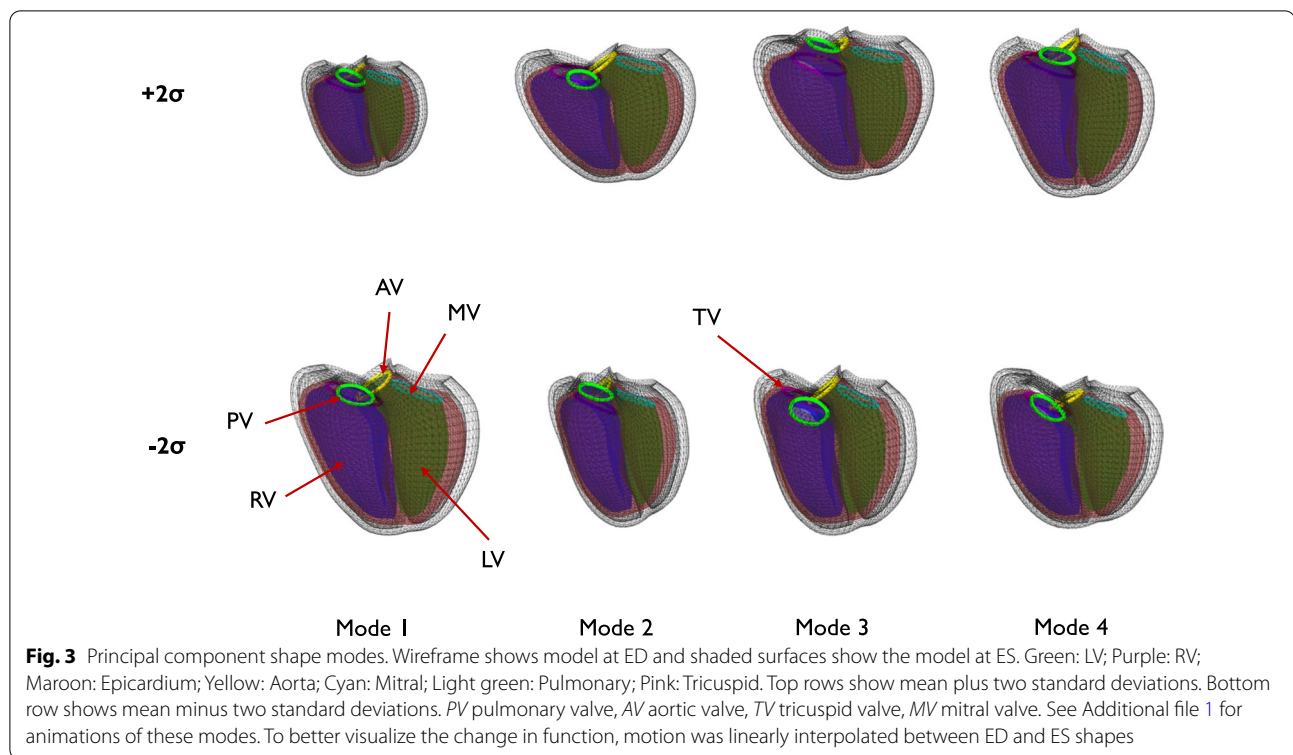 +2σ
AV
MV
TV
PV
-2σ
RV
LV
Mode 1 Mode 2 Mode 3 Mode 4
Fig. 3 Principal component shape modes. Wireframe shows model at ED and shaded surfaces show the model at ES. Green: LV; Purple: RV;
Maroon: Epicardium; Yellow: Aorta; Cyan: Mitral; Light green: Pulmonary; Pink: Tricuspid. Top rows show mean plus two standard deviations. Bottom
row shows mean minus two standard deviations. PV pulmonary valve, AV aortic valve, TV tricuspid valve, MV mitral valve. See Additional file 1 for
animations of these modes. To better visualize the change in function, motion was linearly interpolated between ED and ES shapes